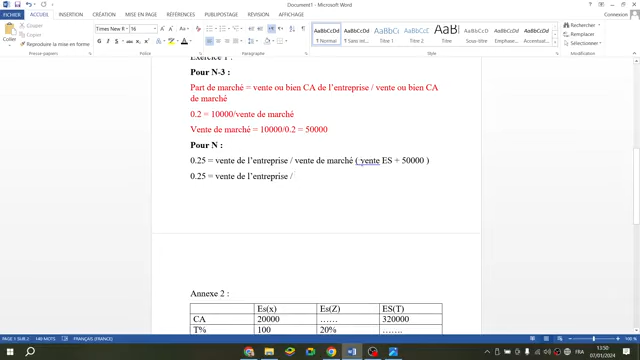 Document1 - Microsoft Word
Connexion
FICHIER ACCUEIL INSERTION CRÉATION MISE EN PAGE RÉFÉRENCES PUBLIPOSTAGE RÉVISION AFFICHAGE
Coller
Couper
Copier
Reproduire la mise en forme
Times New R 16
G I S abc
AaBbCcDd AaBbCcDd AaBbCc AaBbCcD AaB AaBbCcD AaBbCcDd AaBbCcDd
¶ Normal Sans int... Titre 1 Titre 2 Titre Sous-titre Emphase... Accentua...
Rechercher
Remplacer
Sélectionner
Presse-papiers Police Paragraphe Style Modification
Exercice 1 :
Pour N-3 :
Part de marché = vente ou bien CA de l’entreprise / vente ou bien CA
de marché
0.2 = 10000/vente de marché
Vente de marché = 10000/0.2 = 50000
Pour N :
0.25 = vente de l’entreprise / vente de marché ( vente ES + 50000 )
0.25 = vente de l’entreprise /
Annexe 2 :
Es(x) Es(Z) ES(T)
CA 20000 …… 320000
T% 100 20% …….
PAGE 1 SUR 2 149 MOTS FRANÇAIS (FRANCE) 100 %
FRA
13:50
07/01/2024